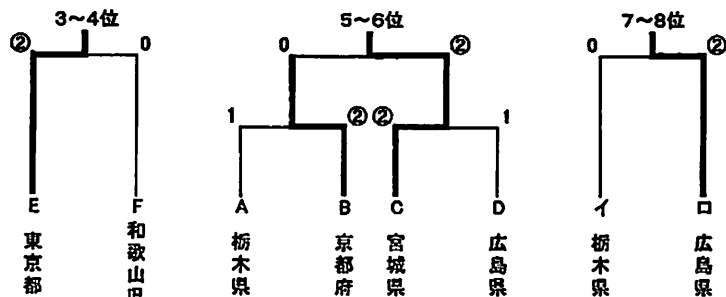 3～4位
② 0
E F
東京都
和歌山
5～6位
0 ②
1 ② ② 1
A B C D
栃木県
京都府
宮城県
広島県
7～8位
0 ②
イ ロ
栃木県
広島県